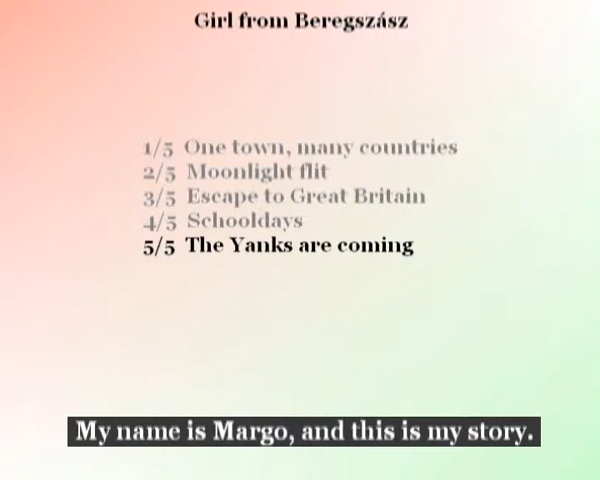 Girl from Beregszász
1/5 One town, many countries
2/5 Moonlight flit
3/5 Escape to Great Britain
4/5 Schooldays
5/5 The Yanks are coming
My name is Margo, and this is my story.